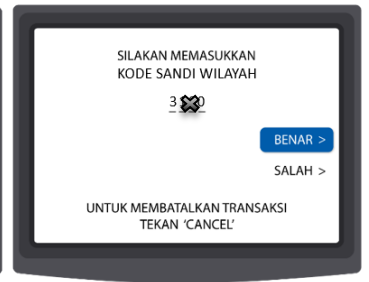 SILAKAN MEMASUKKAN
KODE SANDI WILAYAH
BENAR >
SALAH >
UNTUK MEMBATALKAN TRANSAKSI
TEKAN 'CANCEL'